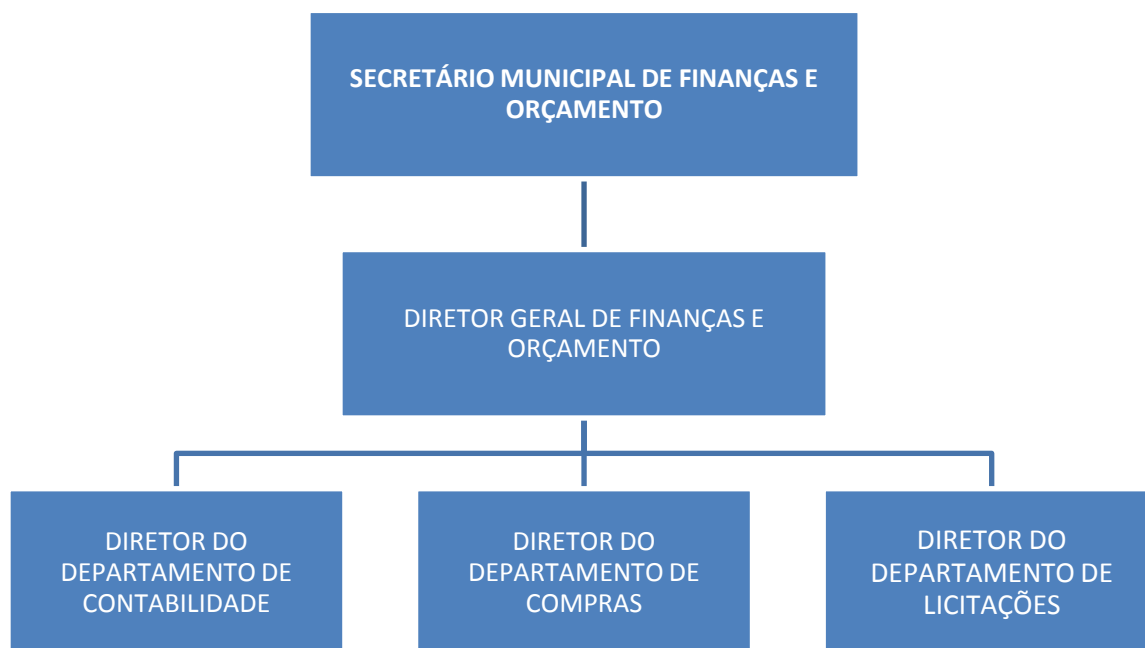 SECRETÁRIO MUNICIPAL DE FINANÇAS E
ORÇAMENTO
DIRETOR GERAL DE FINANÇAS E
ORÇAMENTO
DIRETOR DO
DEPARTAMENTO DE
CONTABILIDADE
DIRETOR DO
DEPARTAMENTO DE
COMPRAS
DIRETOR DO
DEPARTAMENTO DE
LICITAÇÕES